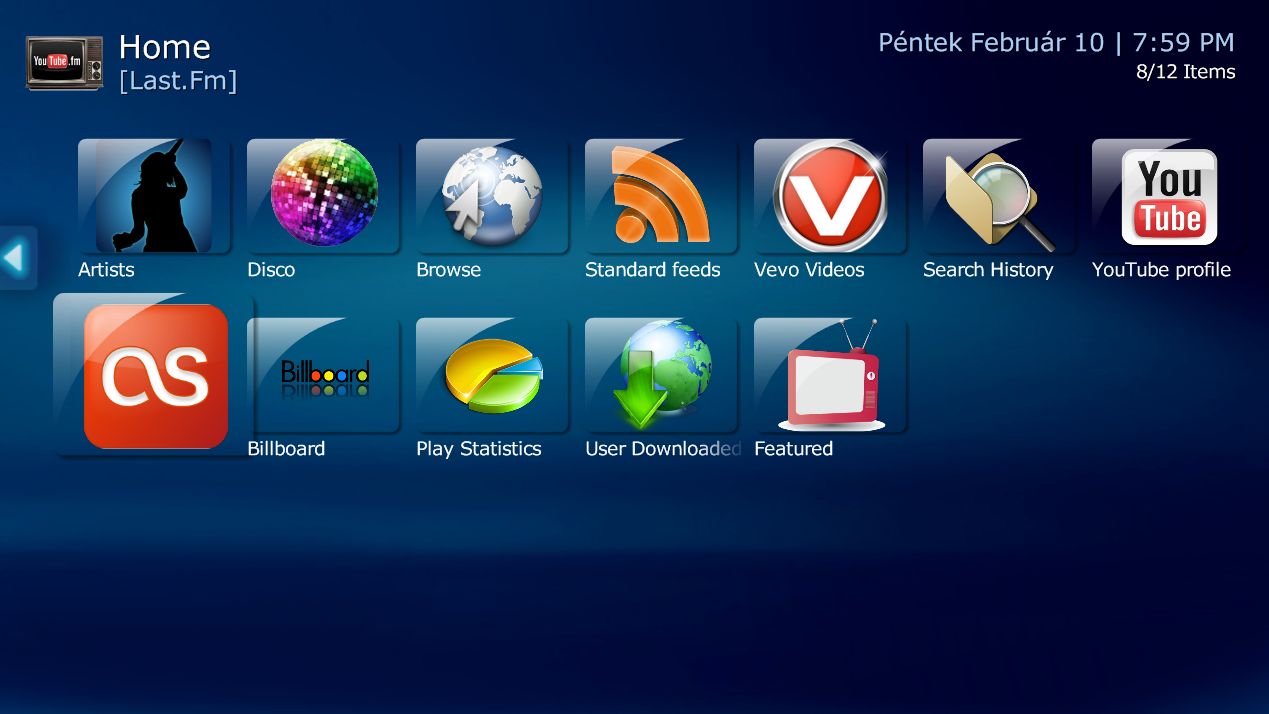 YouTube.fm
Home
[Last.Fm]
Péntek Február 10 | 7:59 PM
8/12 Items
V
You
Tube
Artists
Disco
Browse
Standard feeds
Vevo Videos
Search History
YouTube profile
as
Billboard
Billboard
Play Statistics
User Downloaded
Featured